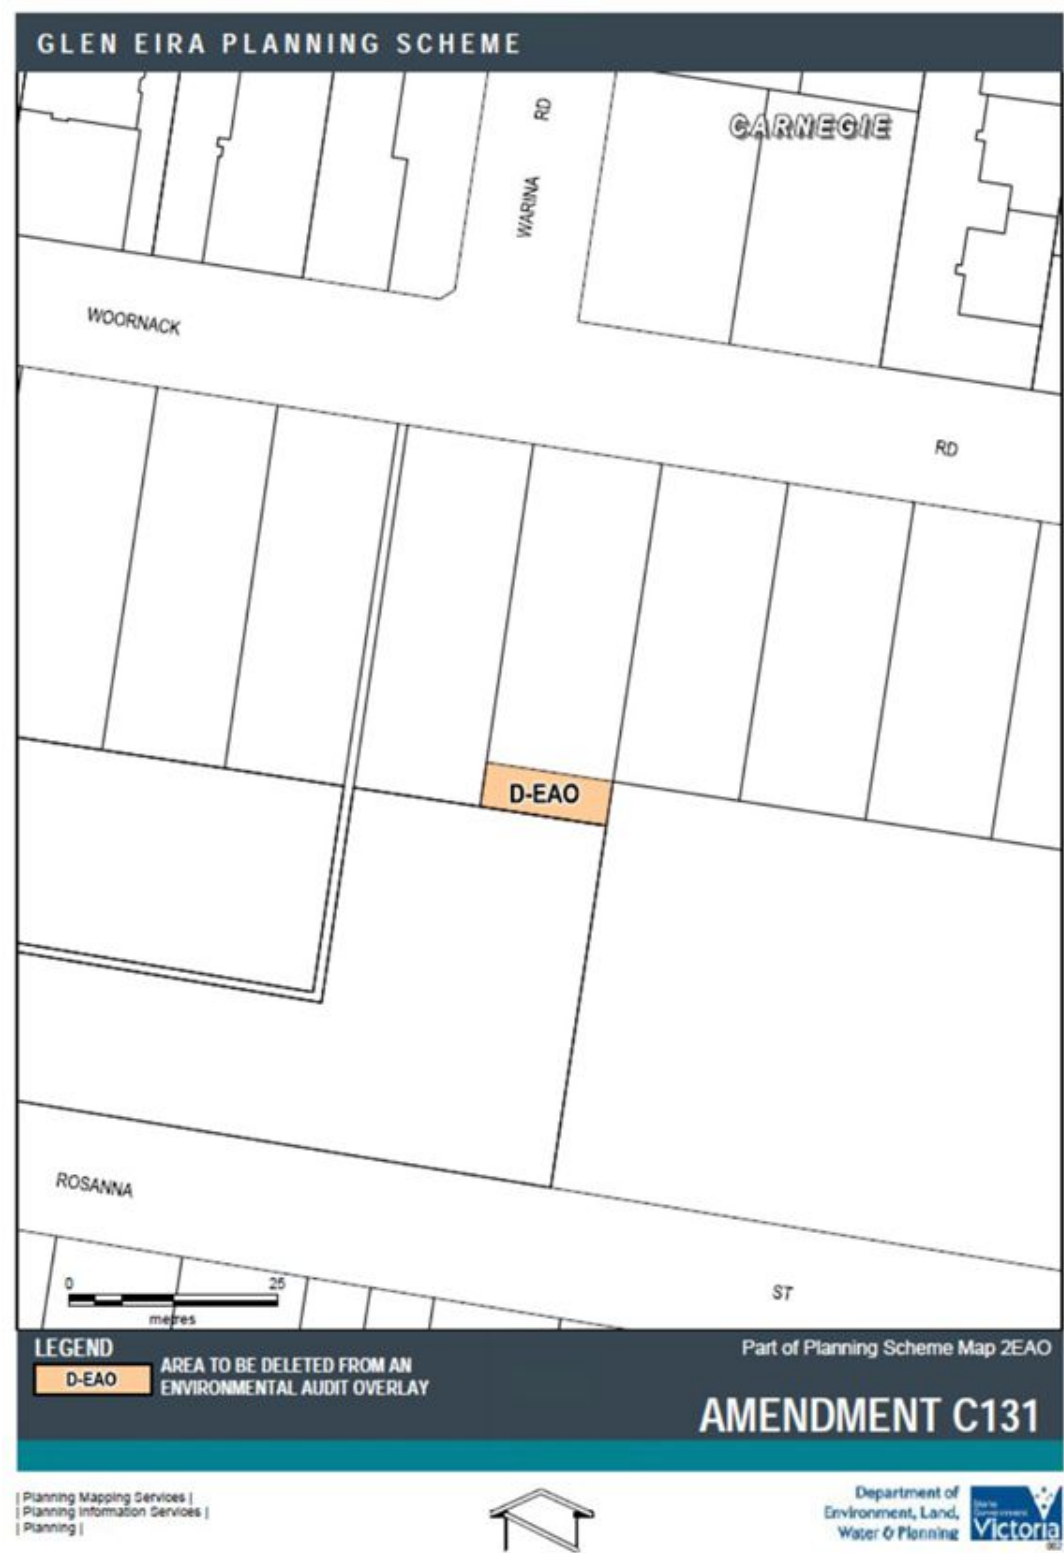 GLEN EIRA PLANNING SCHEME
CARNEGIE
WARINA RD
WOORNACK RD
D-EAO
ROSANNA ST
0 25
metres
LEGEND
D-EAO
AREA TO BE DELETED FROM AN
ENVIRONMENTAL AUDIT OVERLAY
Part of Planning Scheme Map 2EAO
AMENDMENT C131
| Planning Mapping Services |
| Planning Information Services |
| Planning |
Department of
Environment, Land,
Water & Planning
State
Government
Victoria